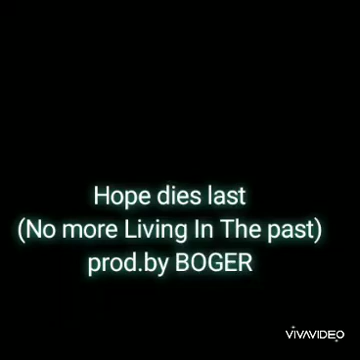 Hope dies last
(No more Living In The past)
prod.by BOGER
VIVAVIDEO